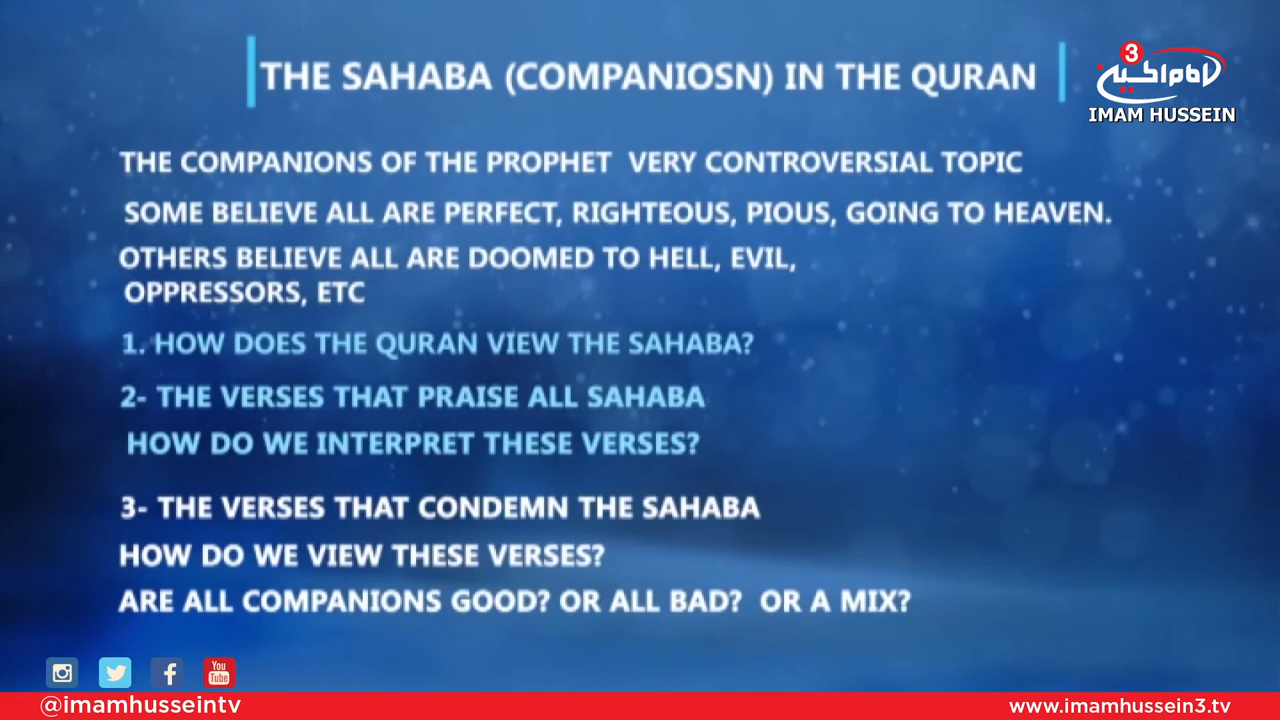 THE SAHABA (COMPANIOSN) IN THE QURAN
3
الإمام الحسين
IMAM HUSSEIN
THE COMPANIONS OF THE PROPHET VERY CONTROVERSIAL TOPIC
SOME BELIEVE ALL ARE PERFECT, RIGHTEOUS, PIOUS, GOING TO HEAVEN.
OTHERS BELIEVE ALL ARE DOOMED TO HELL, EVIL,
OPPRESSORS, ETC
1. HOW DOES THE QURAN VIEW THE SAHABA?
2- THE VERSES THAT PRAISE ALL SAHABA
HOW DO WE INTERPRET THESE VERSES?
3- THE VERSES THAT CONDEMN THE SAHABA
HOW DO WE VIEW THESE VERSES?
ARE ALL COMPANIONS GOOD? OR ALL BAD? OR A MIX?
You
Tube
@imamhusseintv
www.imamhussein3.tv